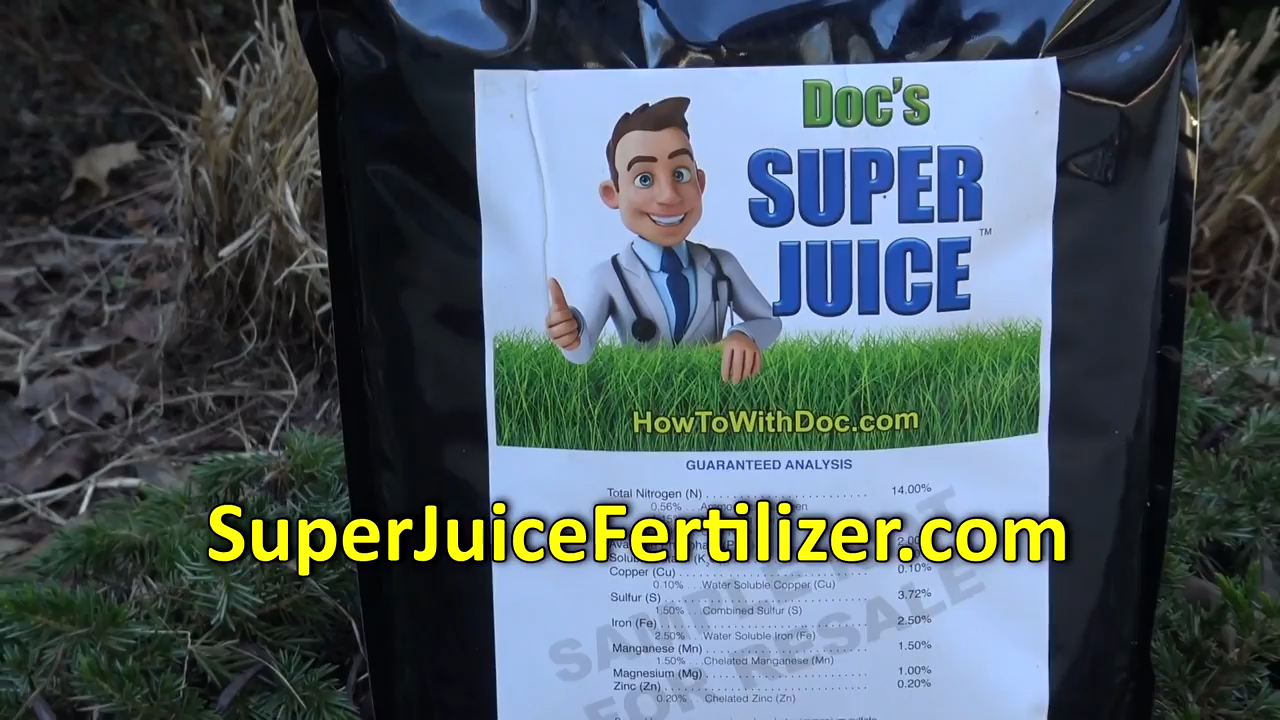 Doc's
SUPER
JUICE™
HowToWithDoc.com
GUARANTEED ANALYSIS
Total Nitrogen (N) 14.00%
0.56%
SuperJuiceFertilizer.com
Copper (Cu) 0.10%
0.10% Water Soluble Copper (Cu)
Sulfur (S) 3.72%
1.50% Combined Sulfur (S)
Iron (Fe) 2.50%
2.50% Water Soluble Iron (Fe)
Manganese (Mn) 1.50%
1.50% Chelated Manganese (Mn)
Magnesium (Mg) 1.00%
Zinc (Zn) 0.20%
0.20% Chelated Zinc (Zn)
FOR RESALE